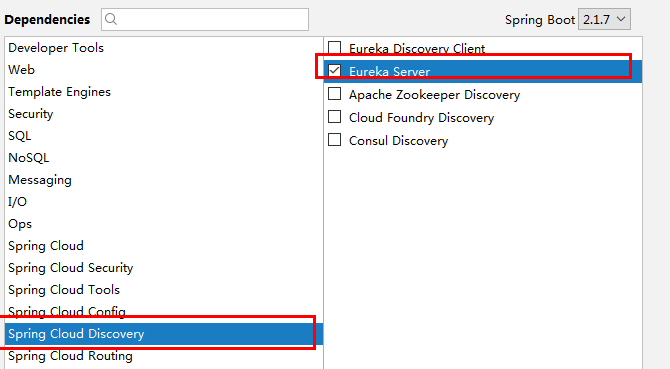 Dependencies
Spring Boot 2.1.7
Developer Tools
Web
Template Engines
Security
SQL
NoSQL
Messaging
I/O
Ops
Spring Cloud
Spring Cloud Security
Spring Cloud Tools
Spring Cloud Config
Spring Cloud Discovery
Spring Cloud Routing
Eureka Discovery Client
Eureka Server
Apache Zookeeper Discovery
Cloud Foundry Discovery
Consul Discovery